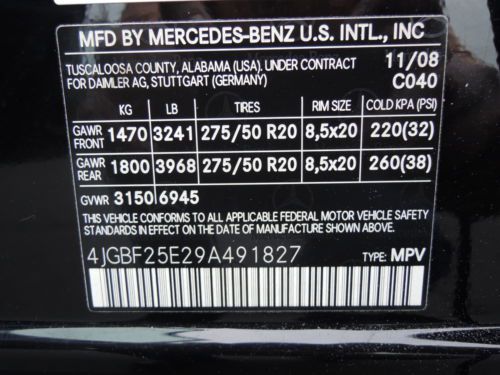 MFD BY MERCEDES-BENZ U.S. INTL., INC
TUSCALOOSA COUNTY, ALABAMA (USA). UNDER CONTRACT 11/08
FOR DAIMLER AG, STUTTGART (GERMANY) C040
KG LB TIRES RIM SIZE COLD KPA (PSI)
GAWR FRONT 1470 3241 275/50 R20 8,5x20 220(32)
GAWR REAR 1800 3968 275/50 R20 8,5x20 260(38)
GVWR 3150 6945
THIS VEHICLE CONFORMS TO ALL APPLICABLE FEDERAL MOTOR VEHICLE SAFETY
STANDARDS IN EFFECT ON THE DATE OF MANUFACTURE SHOWN ABOVE.
4JGBF25E29A491827 TYPE: MPV